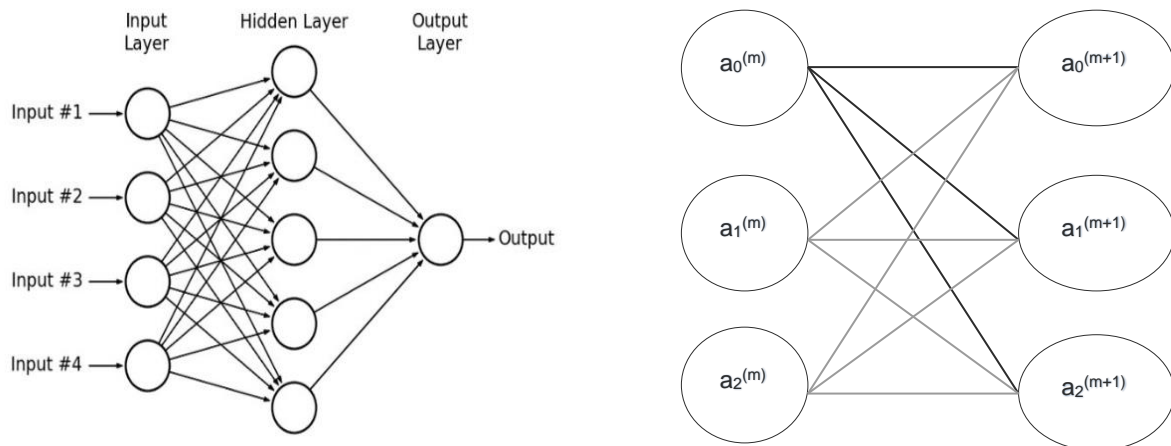 Input
Layer
Hidden Layer
Output
Layer
Input #1
Input #2
Input #3
Input #4
Output
a0(m)
a0(m+1)
a1(m)
a1(m+1)
a2(m)
a2(m+1)